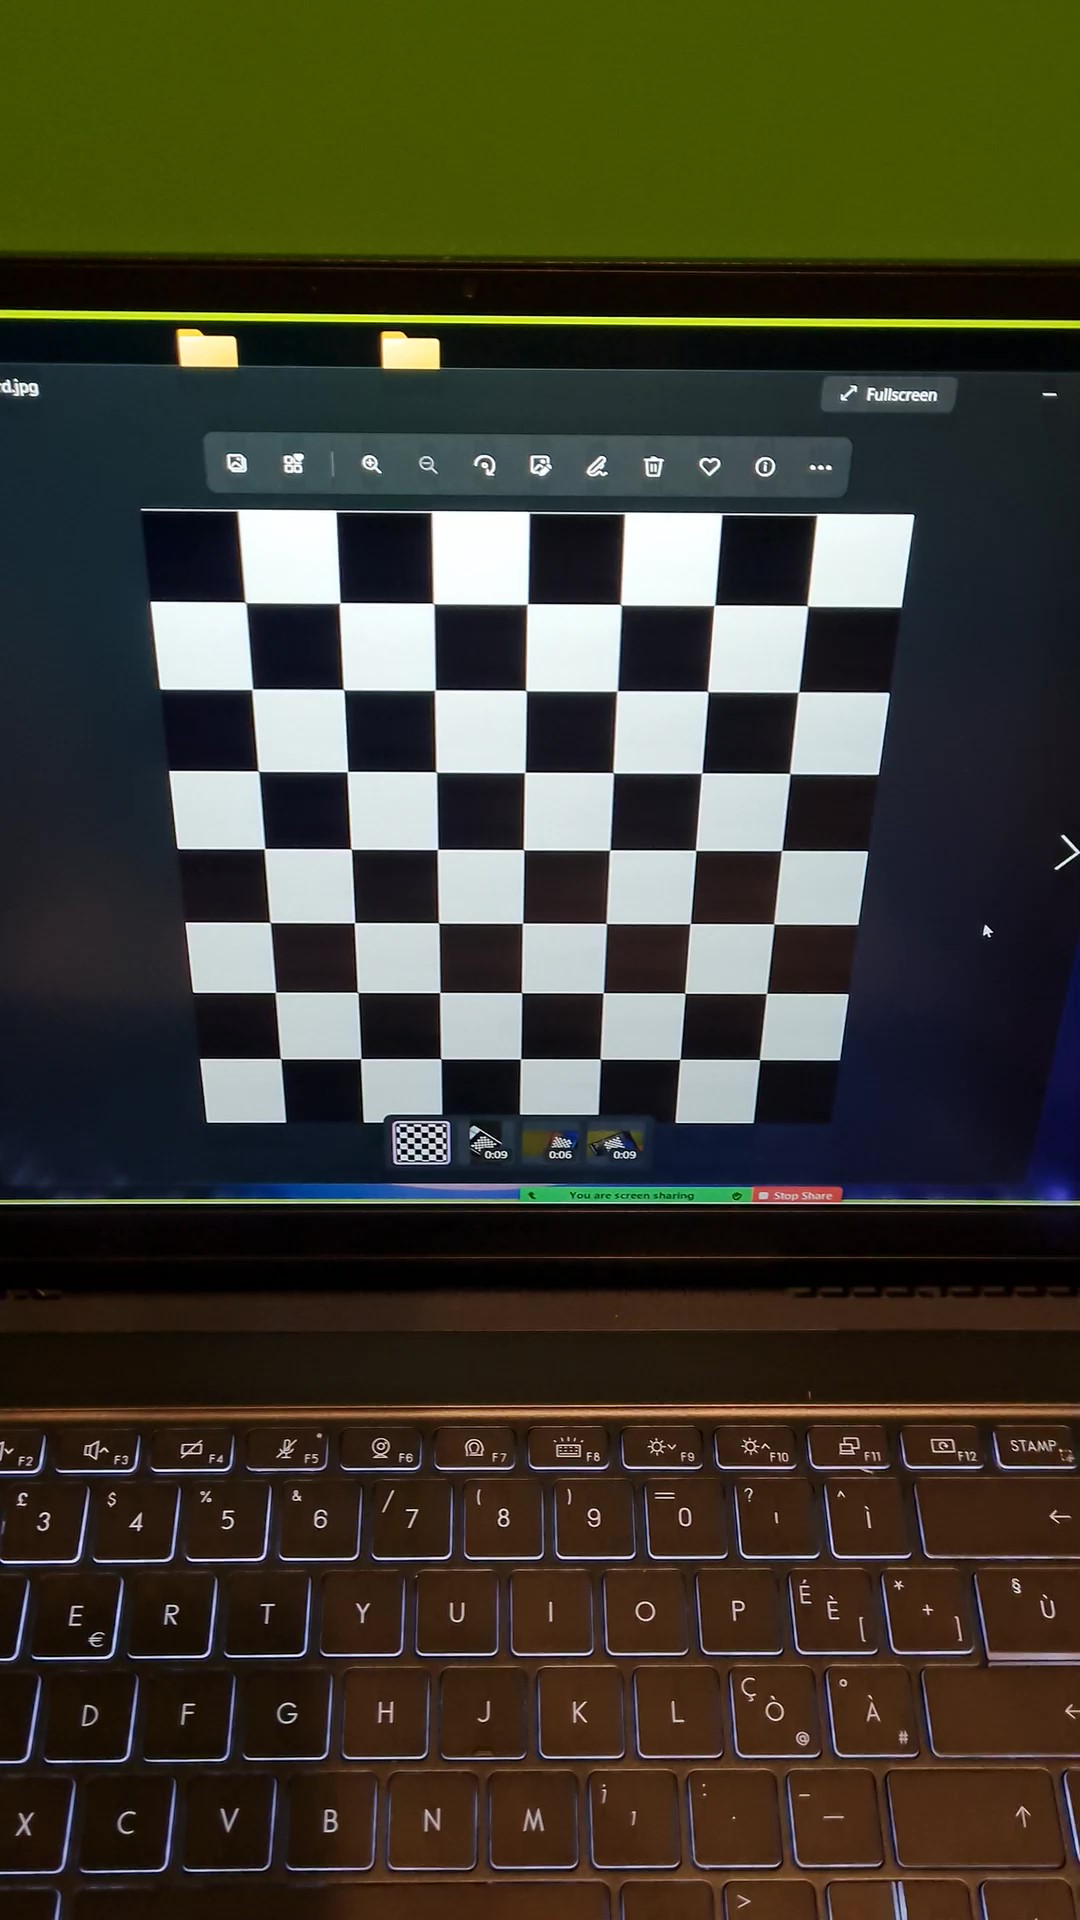 rd.jpg
Fullscreen
0:09
0:06
0:09
You are screen sharing
Stop Share
F2
F3
F4
F5
F6
F7
F8
F9
F10
F11
F12
STAMP
£ 3
$ 4
% 5
& 6
/ 7
( 8
) 9
= 0
? '
^ Ì
←
E €
R
T
Y
U
I
O
P
É È [
* + ]
§ Ù
D
F
G
H
J
K
L
Ç Ò @
° À #
X
C
V
B
N
M
; ,
: .
_ -
↑
>